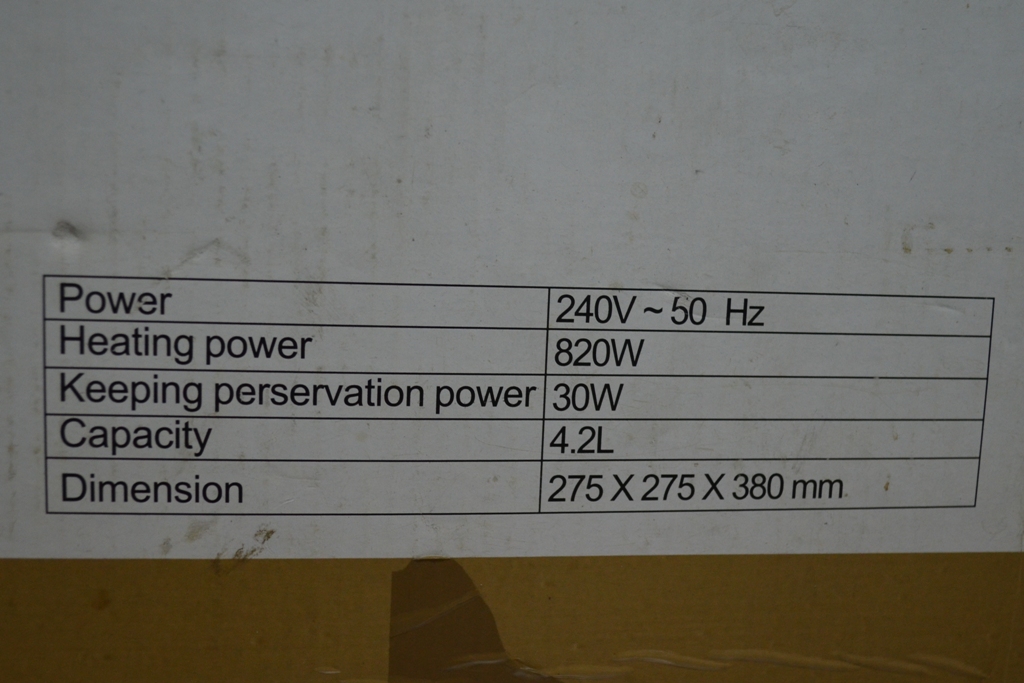 Power 240V ~ 50 Hz
Heating power 820W
Keeping perservation power 30W
Capacity 4.2L
Dimension 275 X 275 X 380 mm